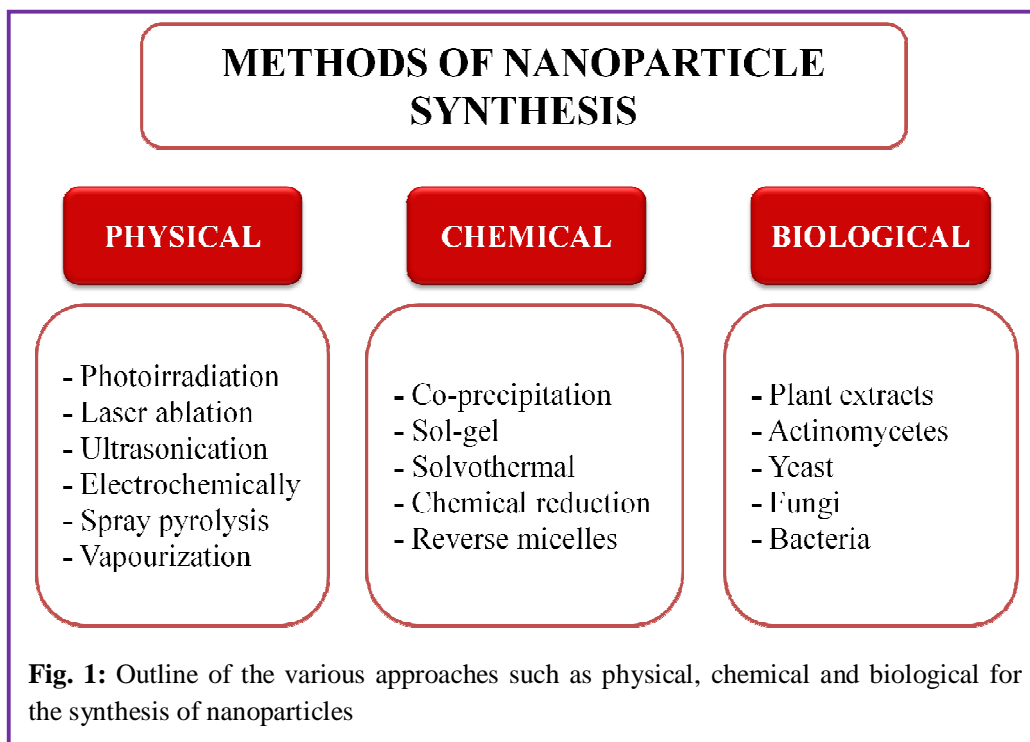 METHODS OF NANOPARTICLE
SYNTHESIS
PHYSICAL
CHEMICAL
BIOLOGICAL
- Photoirradiation
- Laser ablation
- Ultrasonication
- Electrochemically
- Spray pyrolysis
- Vapourization
- Co-precipitation
- Sol-gel
- Solvothermal
- Chemical reduction
- Reverse micelles
- Plant extracts
- Actinomycetes
- Yeast
- Fungi
- Bacteria
Fig. 1: Outline of the various approaches such as physical, chemical and biological for
the synthesis of nanoparticles